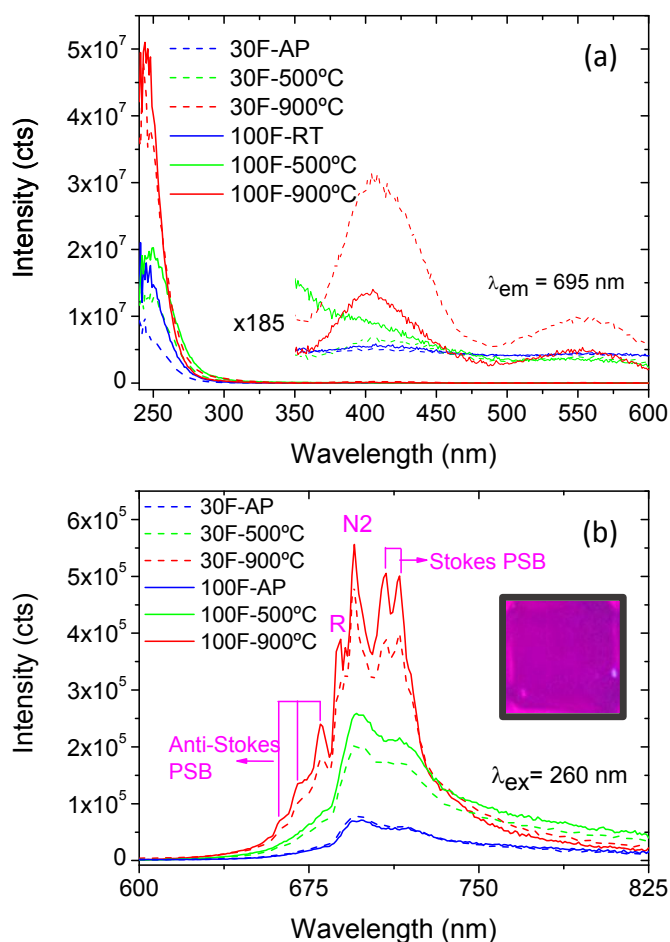 (a)
30F-AP
30F-500ºC
30F-900ºC
100F-RT
100F-500ºC
100F-900ºC
λem = 695 nm
x185
5x10^7
4x10^7
3x10^7
2x10^7
1x10^7
0
Intensity (cts)
250 300 350 400 450 500 550 600
Wavelength (nm)
(b)
30F-AP
30F-500ºC
30F-900ºC
100F-AP
100F-500ºC
100F-900ºC
N2
Stokes PSB
R
Anti-Stokes
PSB
λex= 260 nm
6x10^5
5x10^5
4x10^5
3x10^5
2x10^5
1x10^5
0
Intensity (cts)
600 675 750 825
Wavelength (nm)